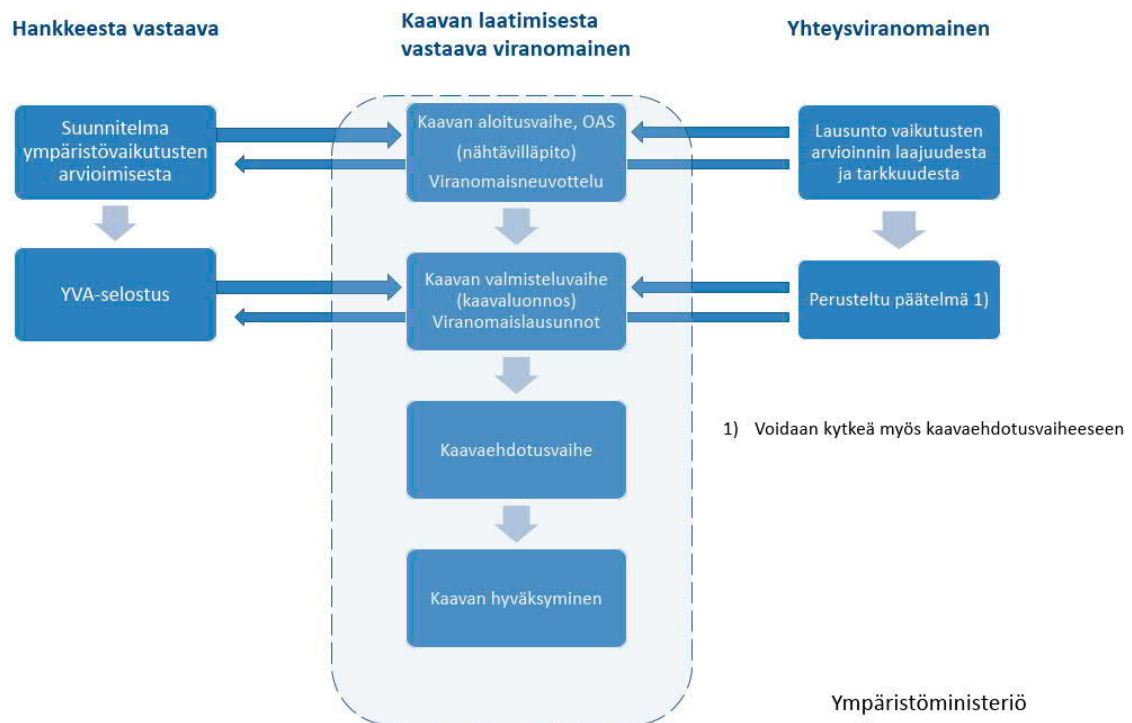 Hankkeesta vastaava
Kaavan laatimisesta
vastaava viranomainen
Yhteysviranomainen
Suunnitelma
ympäristövaikutusten
arvioimisesta
Kaavan aloitusvaihe, OAS
(nähtävilläpito)
Viranomaisneuvottelu
Lausunto vaikutusten
arvioinnin laajuudesta
ja tarkkuudesta
YVA-selostus
Kaavan valmisteluvaihe
(kaavaluonnos)
Viranomaislausunnot
Perusteltu päätelmä 1)
Kaavaehdotusvaihe
1) Voidaan kytkeä myös kaavaehdotusvaiheeseen
Kaavan hyväksyminen
Ympäristöministeriö